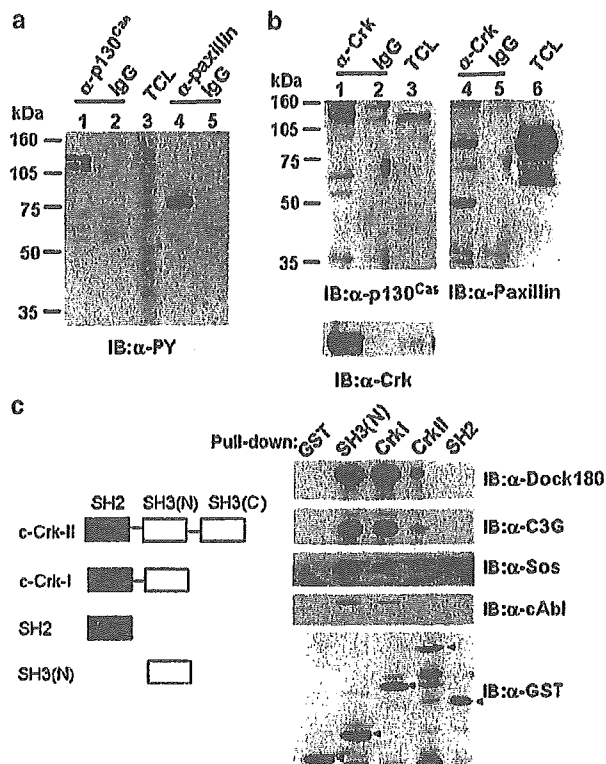 a
α-p130Cas IgG TCL α-paxillin IgG
kDa 1 2 3 4 5
160
105
75
50
35
IB:α-PY
b
α-Crk IgG TCL α-Crk IgG TCL
kDa 1 2 3 4 5 6
160
105
75
50
35
IB:α-p130Cas IB:α-Paxillin
IB:α-Crk
c
Pull-down: GST SH3(N) CrkI CrkII SH2
IB:α-Dock180
IB:α-C3G
IB:α-Sos
IB:α-cAbl
IB:α-GST
SH2 SH3(N) SH3(C)
c-Crk-II
c-Crk-I
SH2
SH3(N)